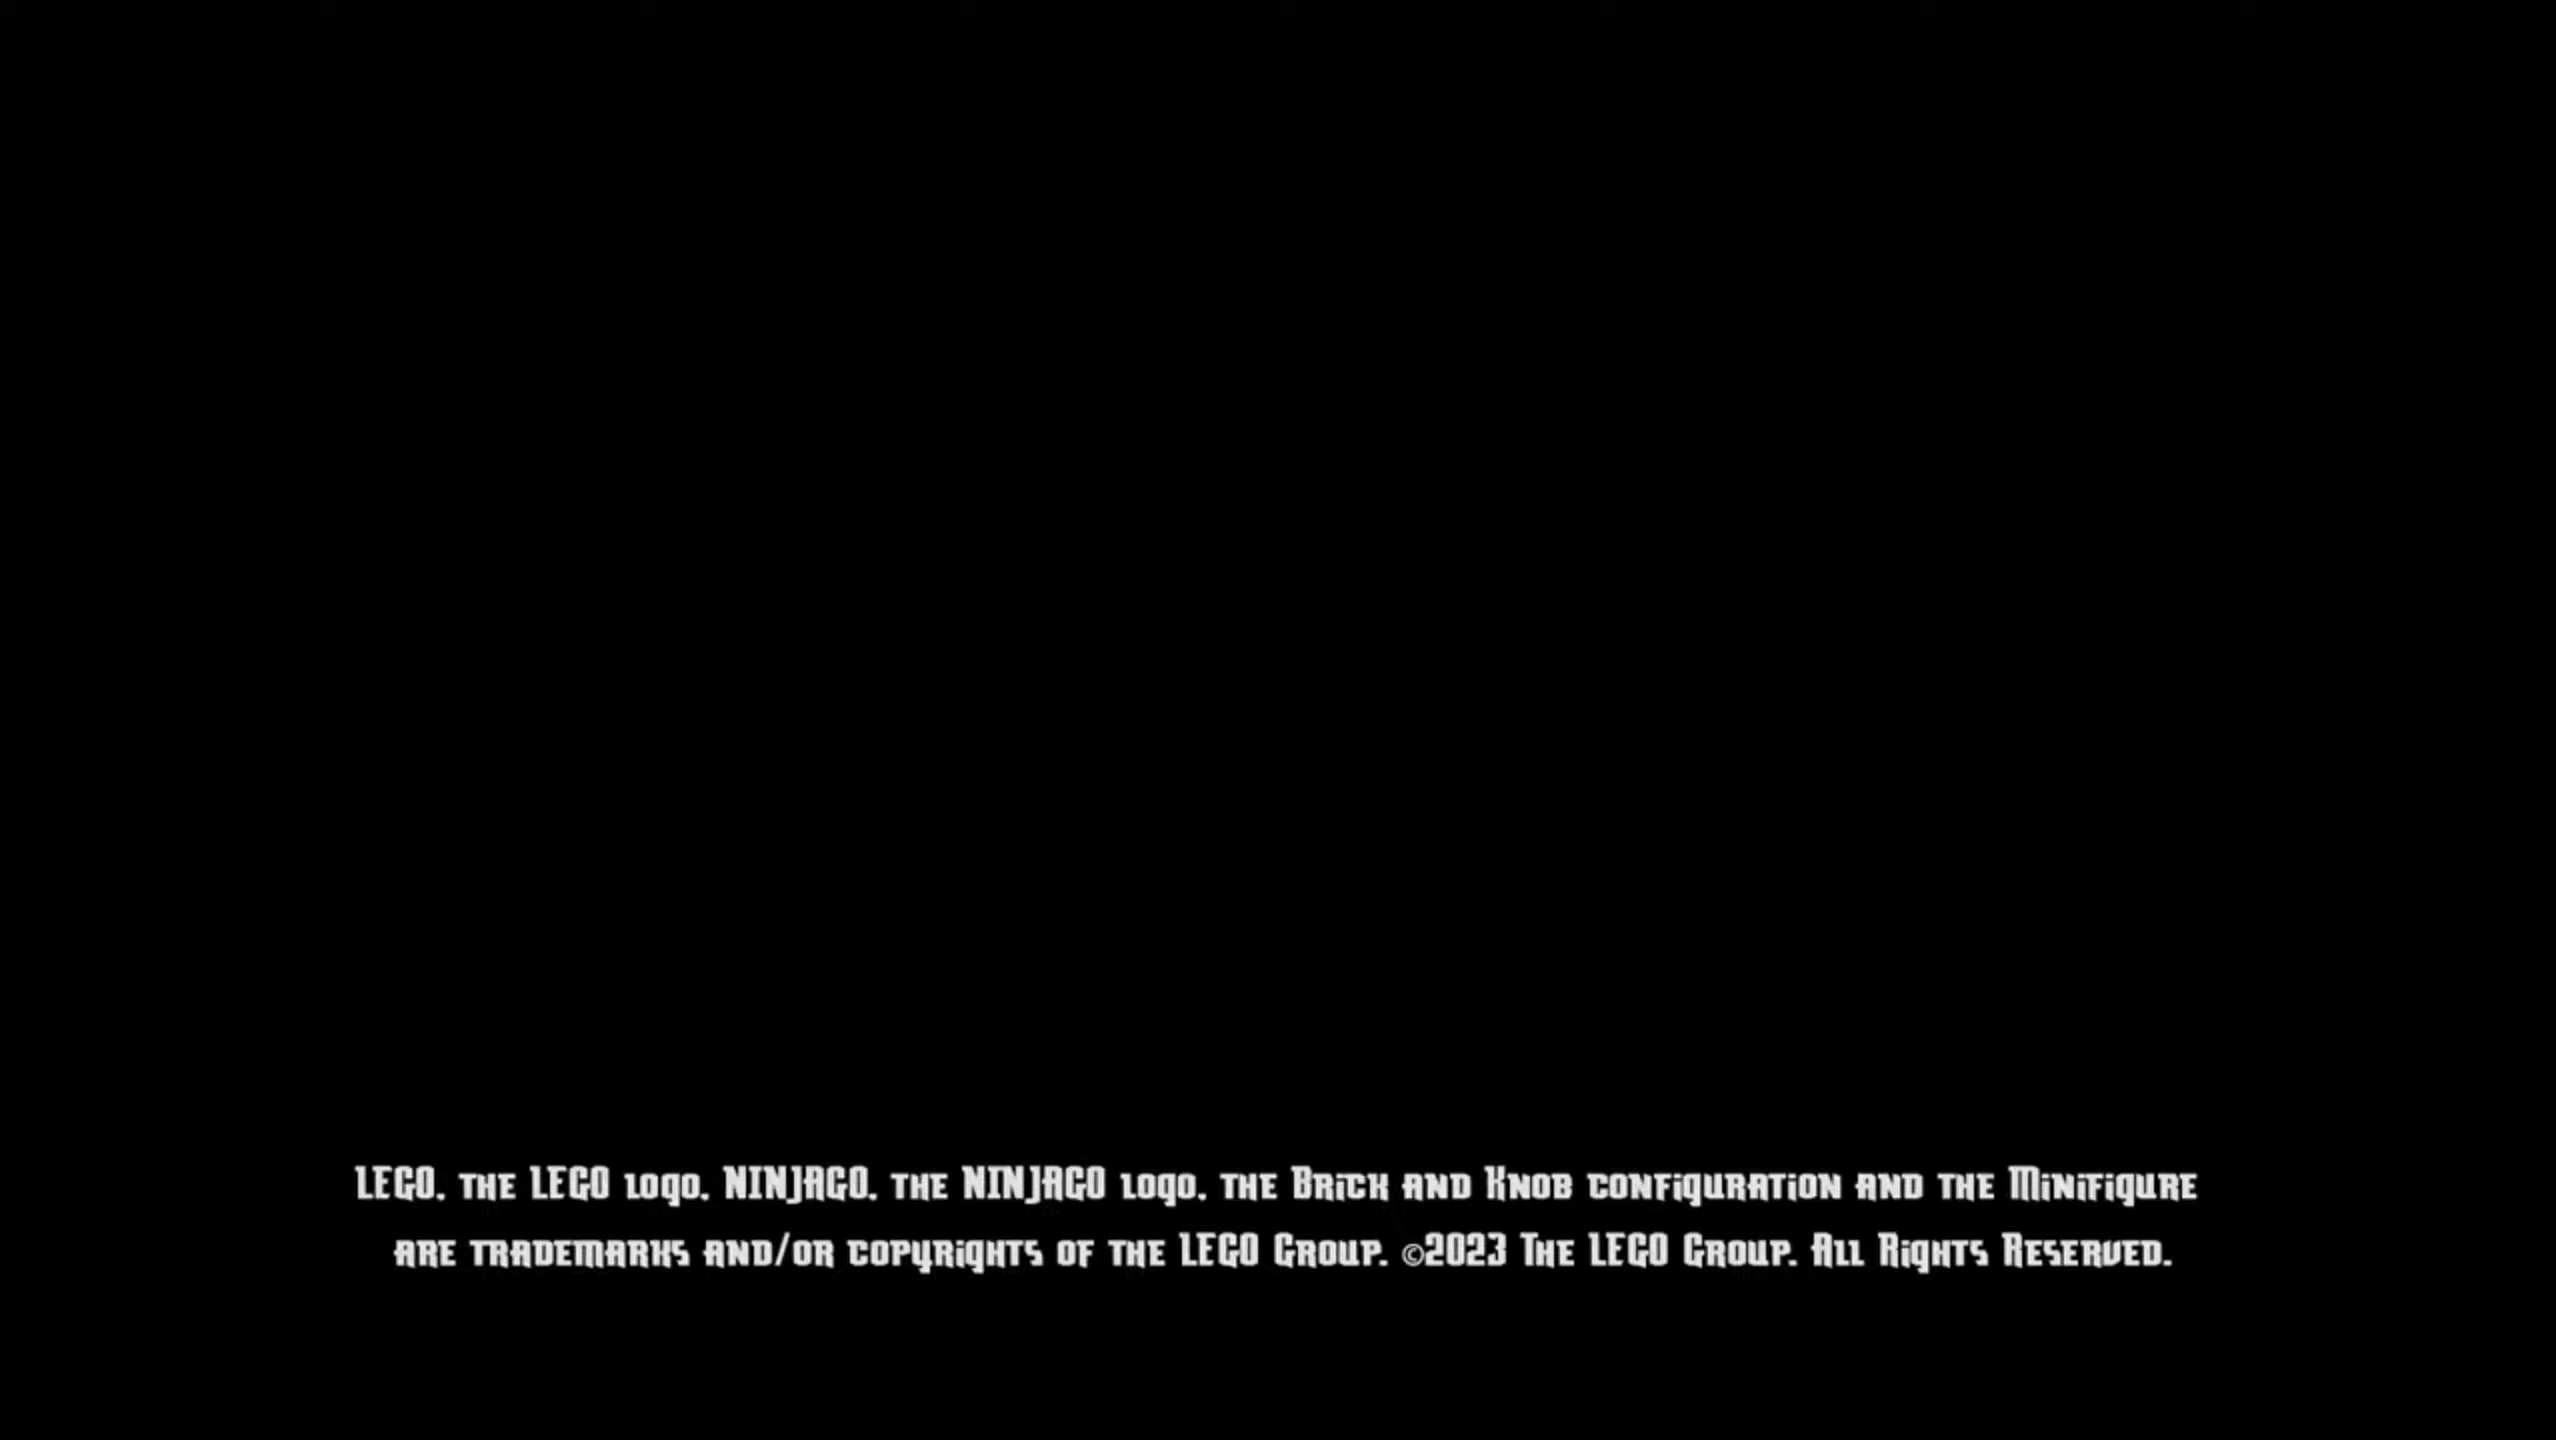 LEGO, the LEGO logo, NINJAGO, the NINJAGO logo, the Brick and Knob configuration and the Minifigure
are trademarks and/or copyrights of the LEGO Group. ©2023 The LEGO Group. All Rights Reserved.